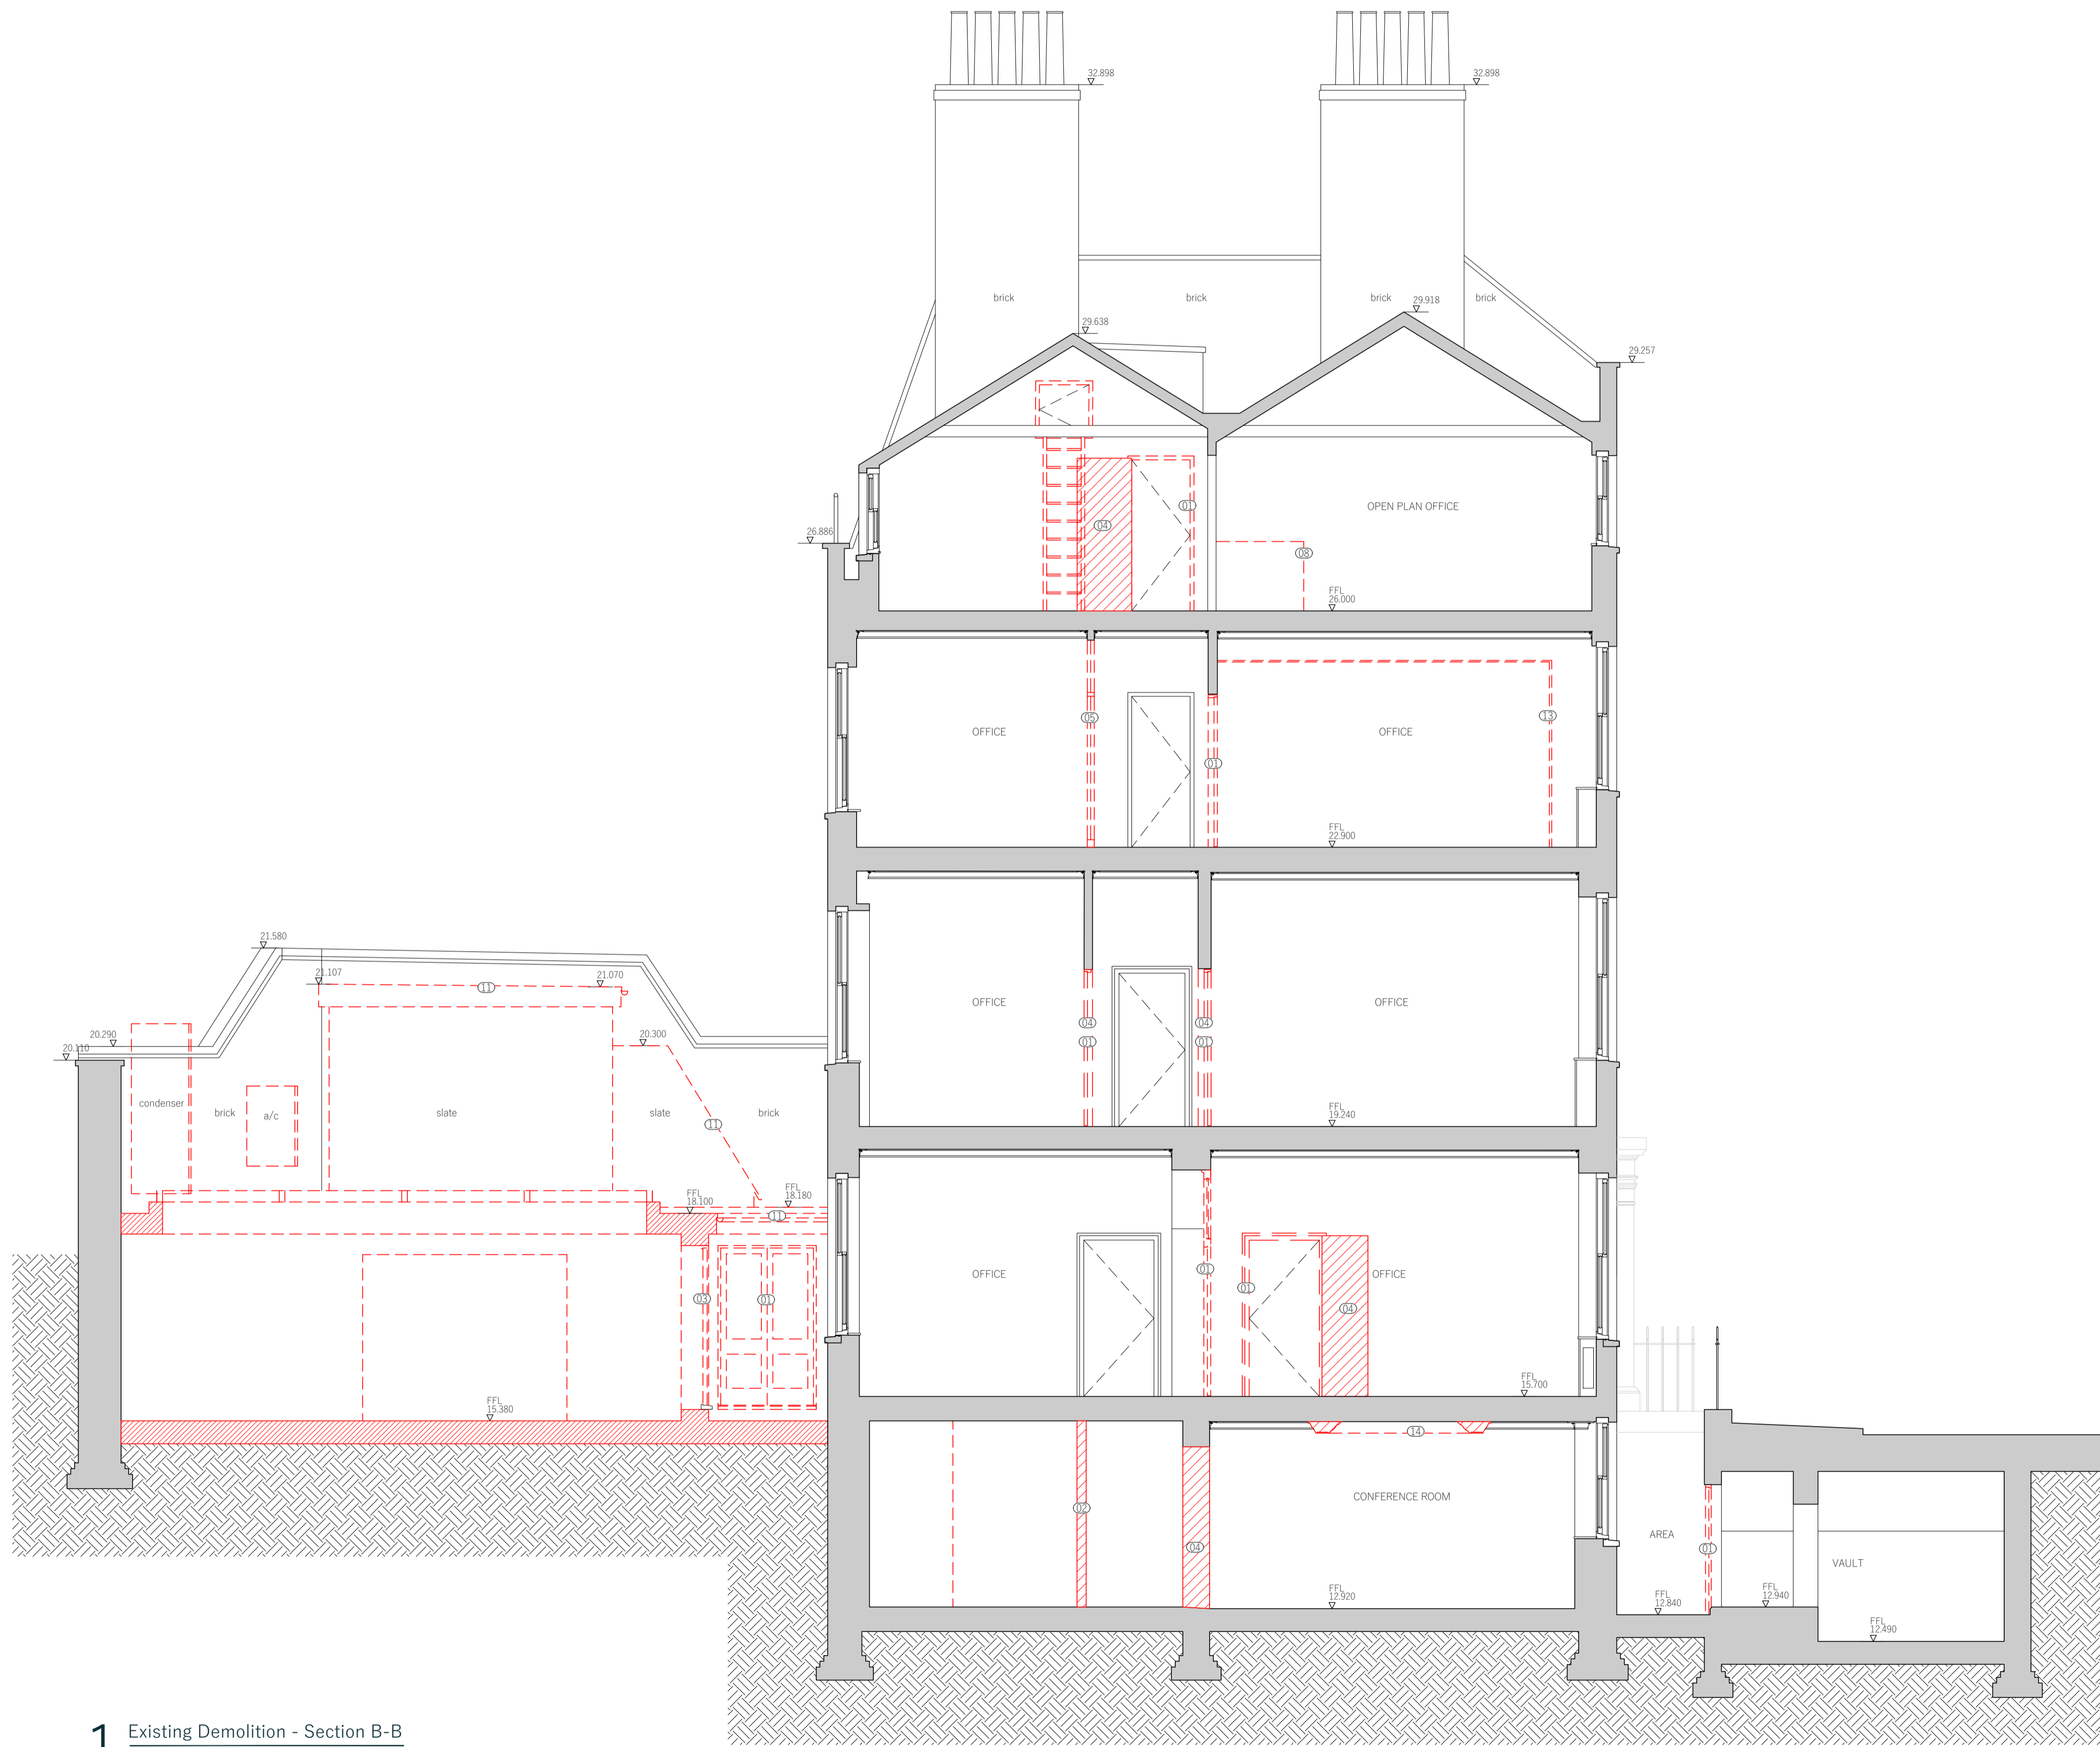 32.898
32.898
brick
brick
brick
29.918
brick
29.638
29.257
26.886
01
04
OPEN PLAN OFFICE
08
FFL
26.000
05
OFFICE
01
OFFICE
13
FFL
22.900
21.580
21.107
11
21.070
20.290
20.110
20.300
OFFICE
04
01
04
01
OFFICE
condenser
brick
a/c
slate
slate
brick
11
FFL
19.240
FFL
18.100
FFL
18.180
11
OFFICE
01
01
OFFICE
04
03
01
FFL
15.380
FFL
15.700
14
CONFERENCE ROOM
02
04
AREA
01
VAULT
FFL
12.920
FFL
12.840
FFL
12.940
FFL
12.490
1 Existing Demolition - Section B-B